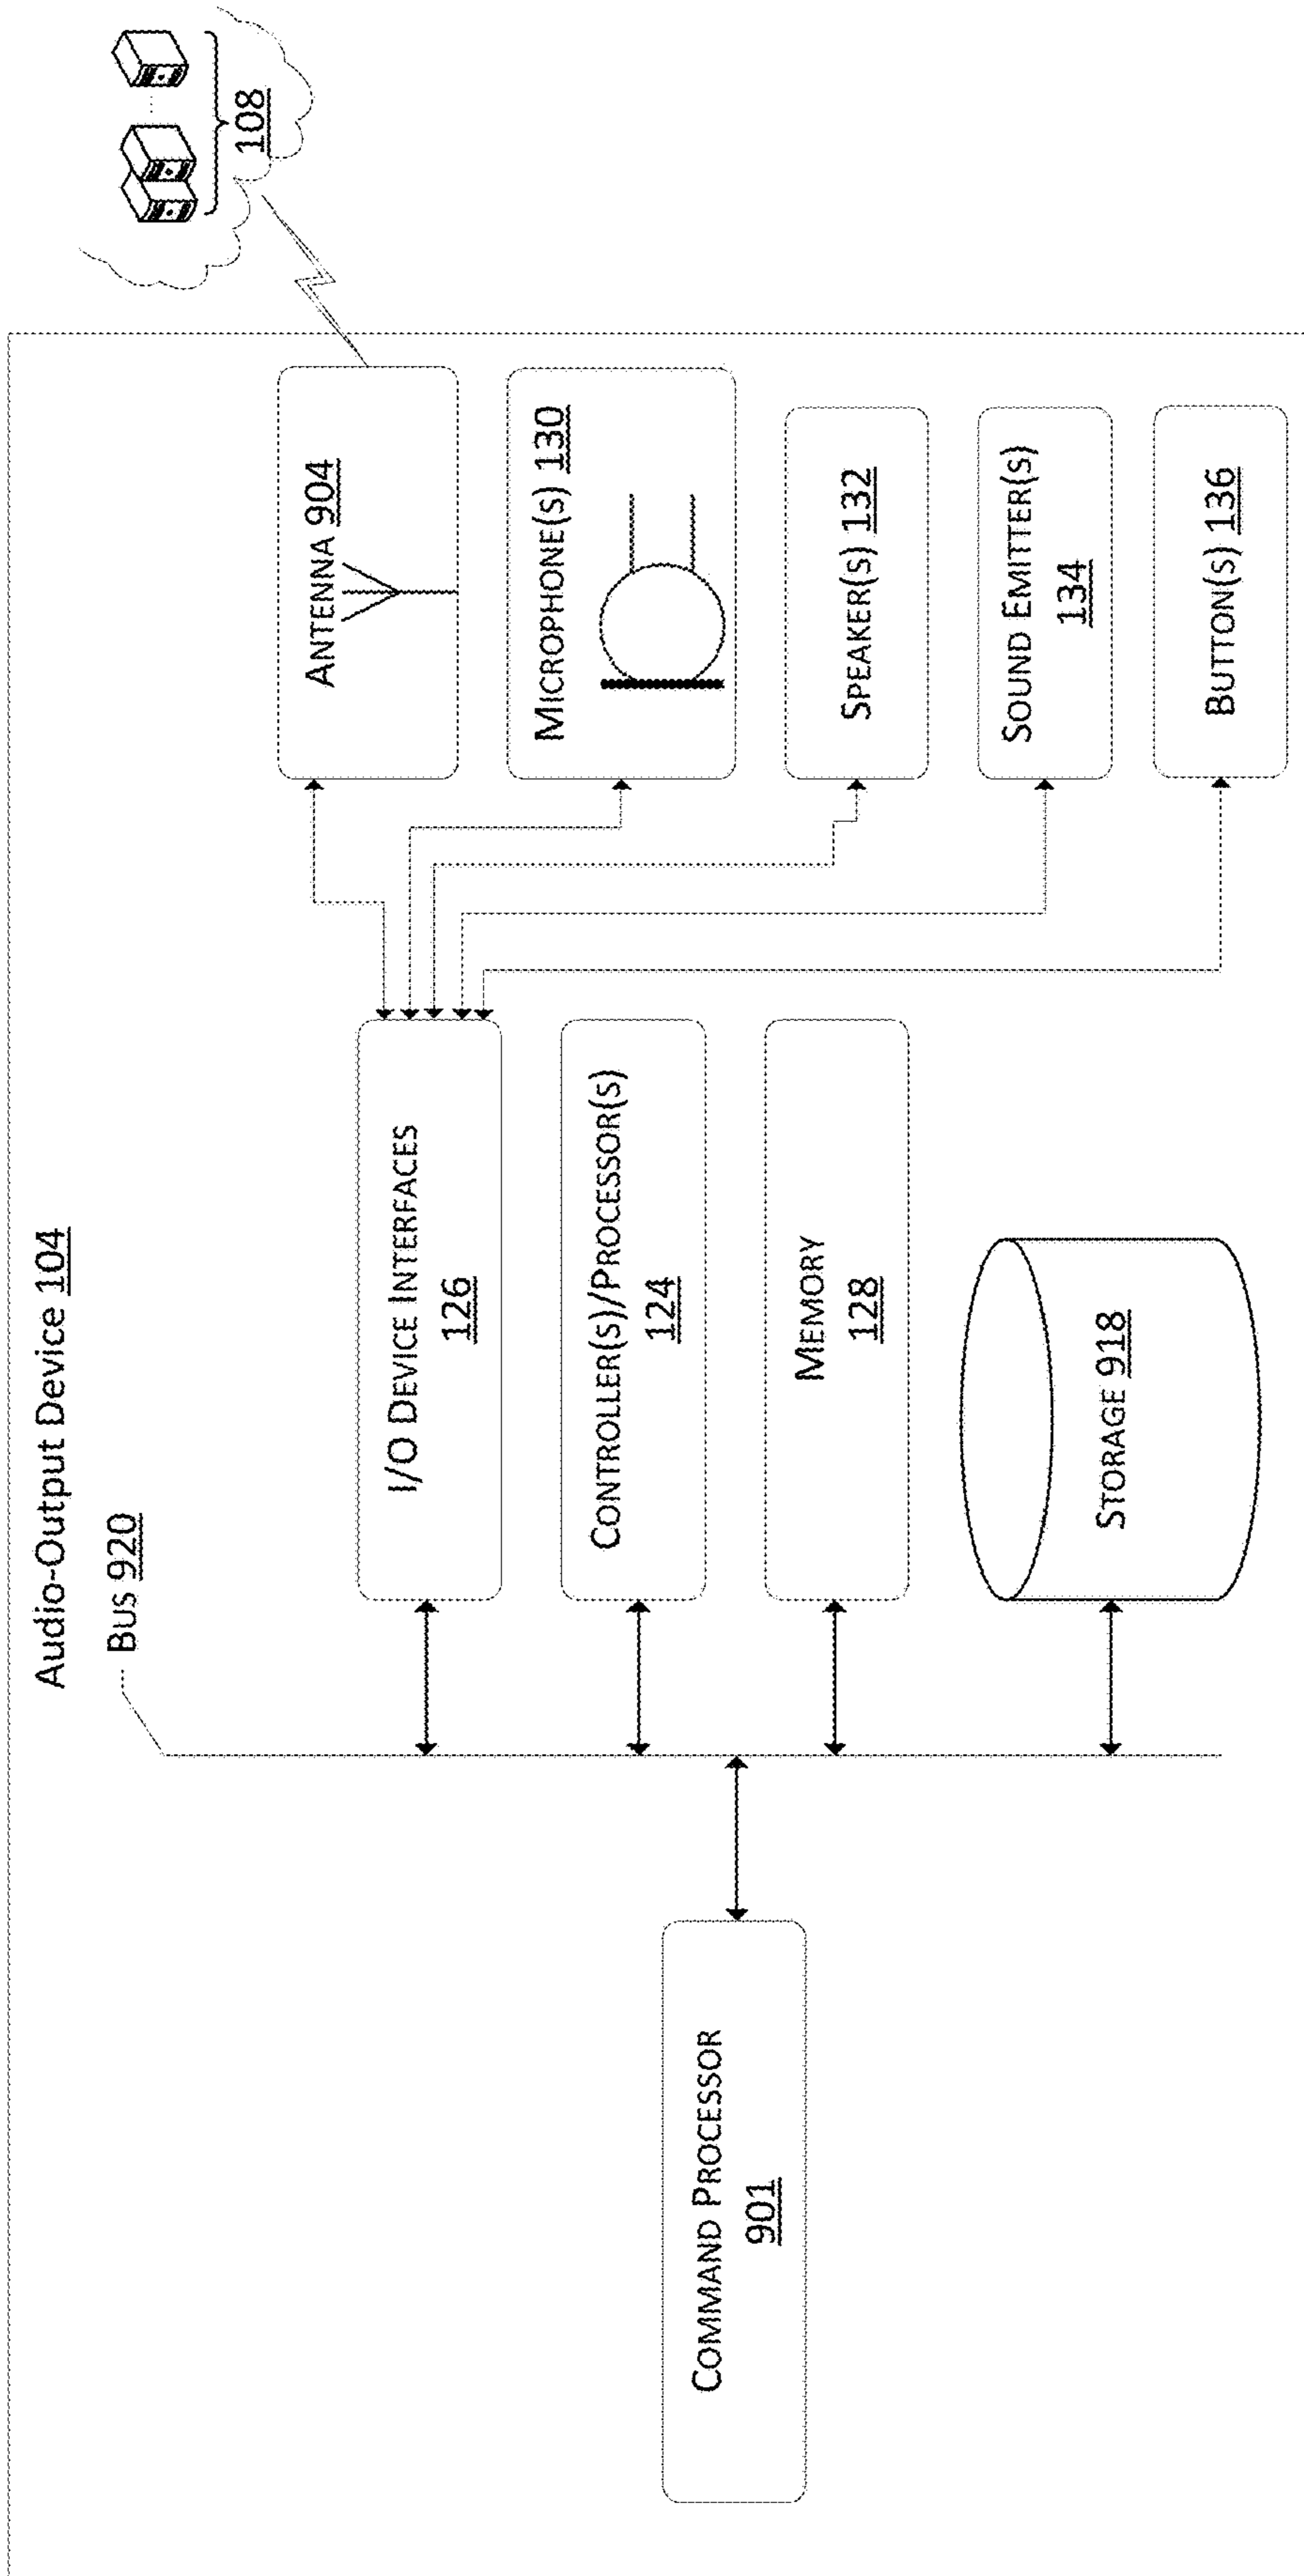 Audio-Output Device 104
Bus 920
108
Antenna 904
I/O Device Interfaces
126
Microphone(s) 130
Controller(s)/Processor(s)
124
Command Processor
901
Speaker(s) 132
Memory
128
Sound Emitter(s)
134
Storage 918
Button(s) 136